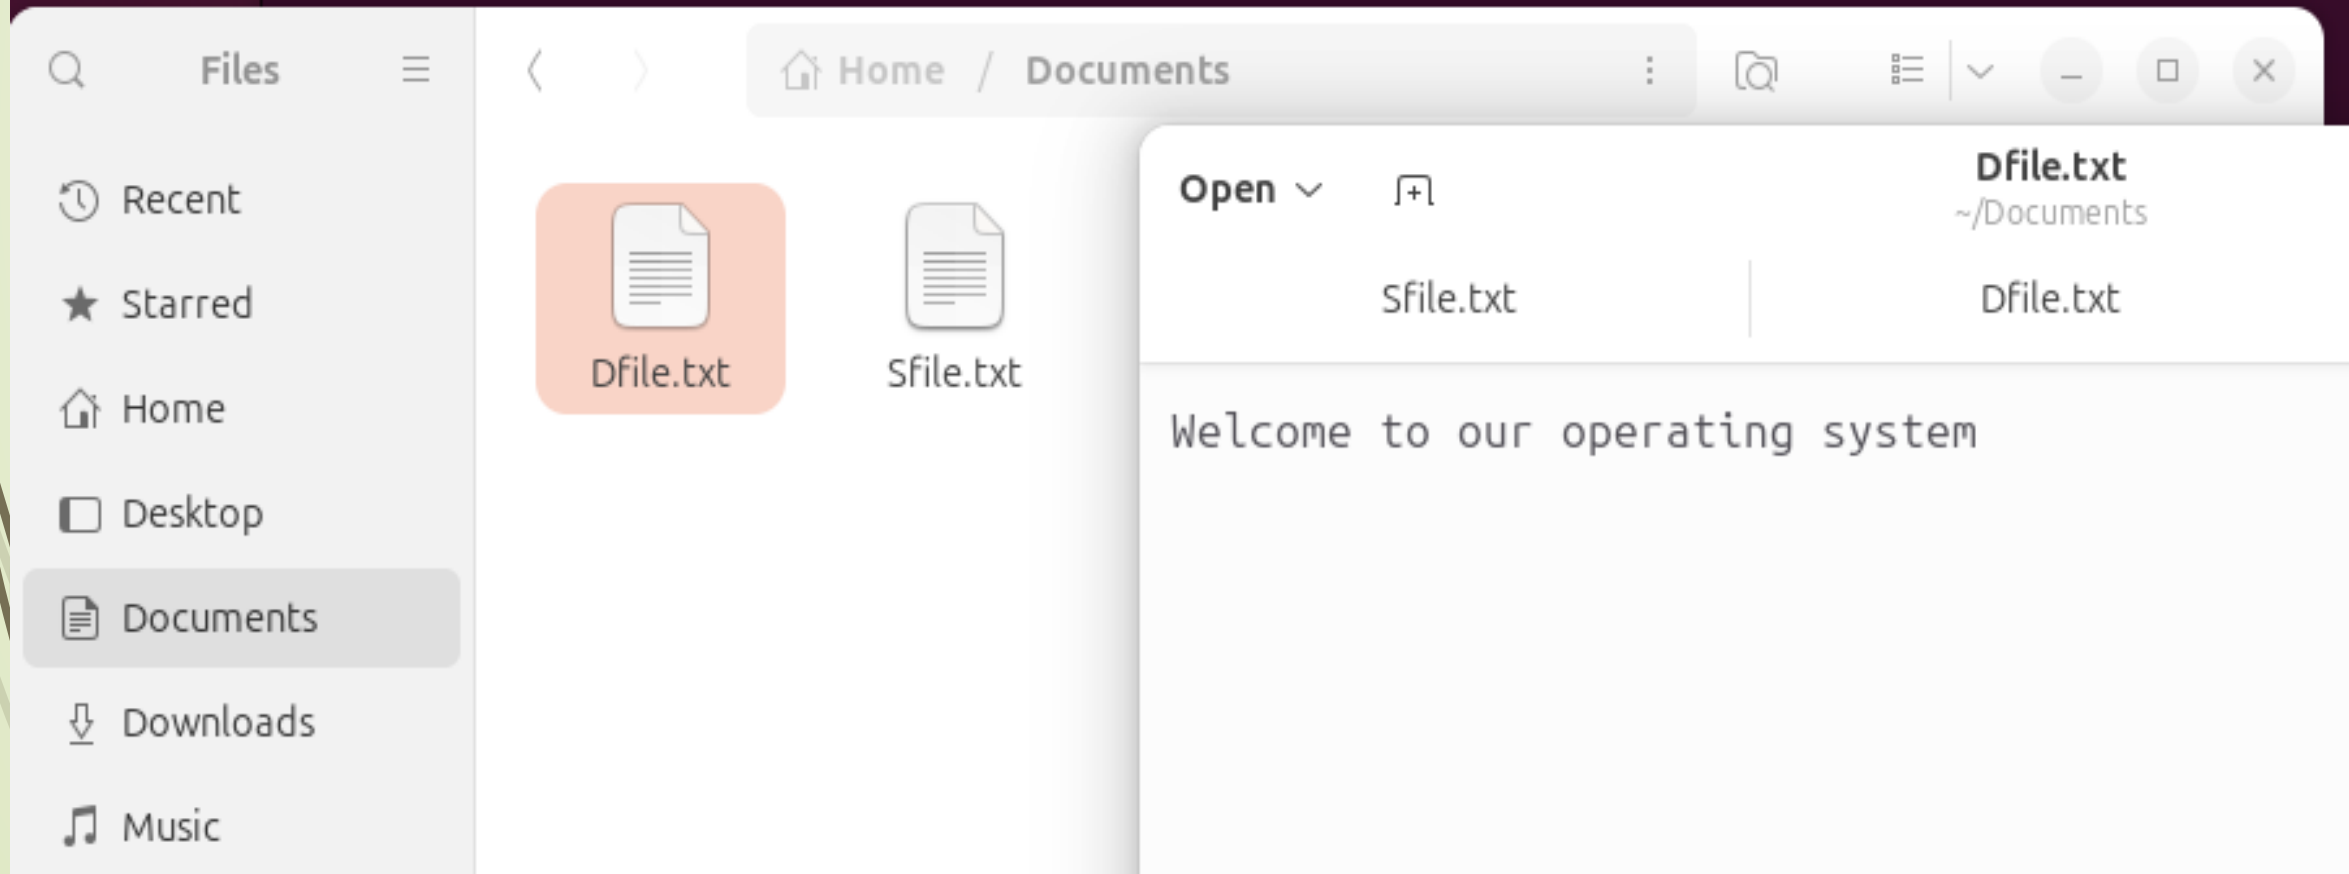 Files
Home / Documents
Recent
Starred
Home
Desktop
Documents
Downloads
Music
Dfile.txt
Sfile.txt
Open
Dfile.txt
~/Documents
Sfile.txt
Dfile.txt
Welcome to our operating system